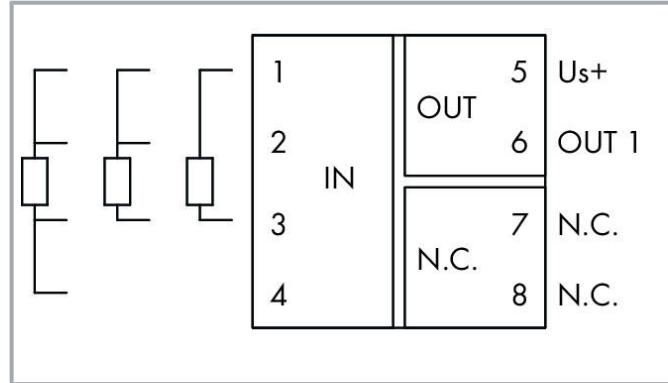 1 5 Us+
OUT
2 6 OUT 1
IN
3 7 N.C.
N.C.
4 8 N.C.